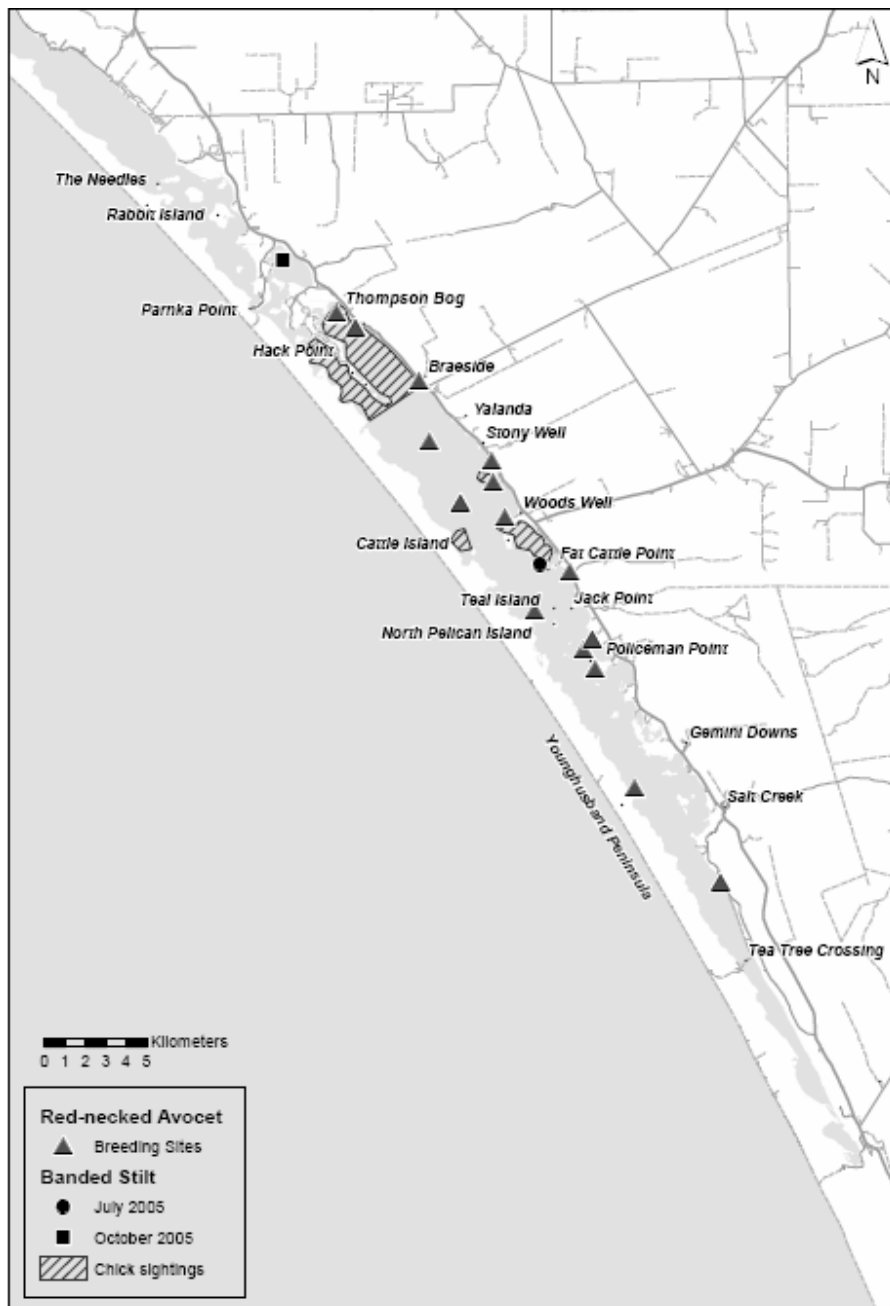 N
The Needles
Rabbit Island
Parnka Point
Thompson Bog
Hack Point
Braeside
Yalanda
Stony Well
Woods Well
Cattle Island
Fat Cattle Point
Teal Island
Jack Point
North Pelican Island
Policeman Point
Gemini Downs
Younghusband Peninsula
Salt Creek
Tea Tree Crossing
Kilometers
0 1 2 3 4 5
Red-necked Avocet
Breeding Sites
Banded Stilt
July 2005
October 2005
Chick sightings